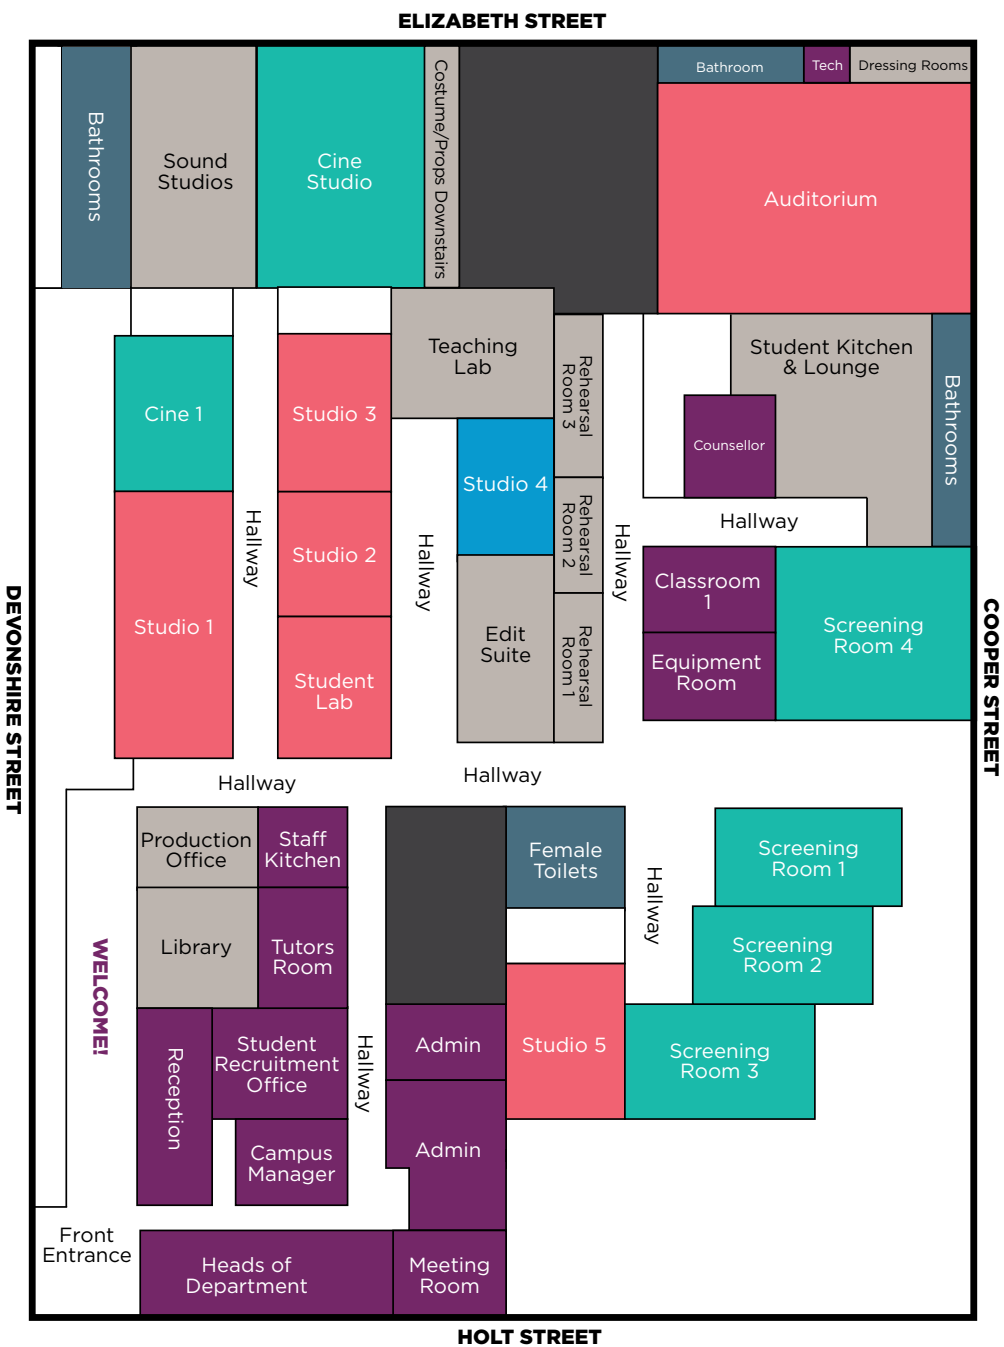 ELIZABETH STREET
Bathrooms
Sound
Studios
Cine
Studio
Costume/Props Downstairs
Bathroom
Tech
Dressing Rooms
Auditorium
Cine 1
Studio 1
Hallway
Studio 3
Studio 2
Student
Lab
Teaching
Lab
Hallway
Studio 4
Edit
Suite
Rehearsal
Room 3
Rehearsal
Room 2
Rehearsal
Room 1
Hallway
Student Kitchen
& Lounge
Counsellor
Bathrooms
Hallway
Classroom
1
Equipment
Room
Screening
Room 4
DEVONSHIRE STREET
COOPER STREET
Hallway
Hallway
Production
Office
Staff
Kitchen
Library
Tutors
Room
WELCOME!
Reception
Student
Recruitment
Office
Campus
Manager
Hallway
Female
Toilets
Hallway
Screening
Room 1
Screening
Room 2
Screening
Room 3
Studio 5
Admin
Admin
Front
Entrance
Heads of
Department
Meeting
Room
HOLT STREET